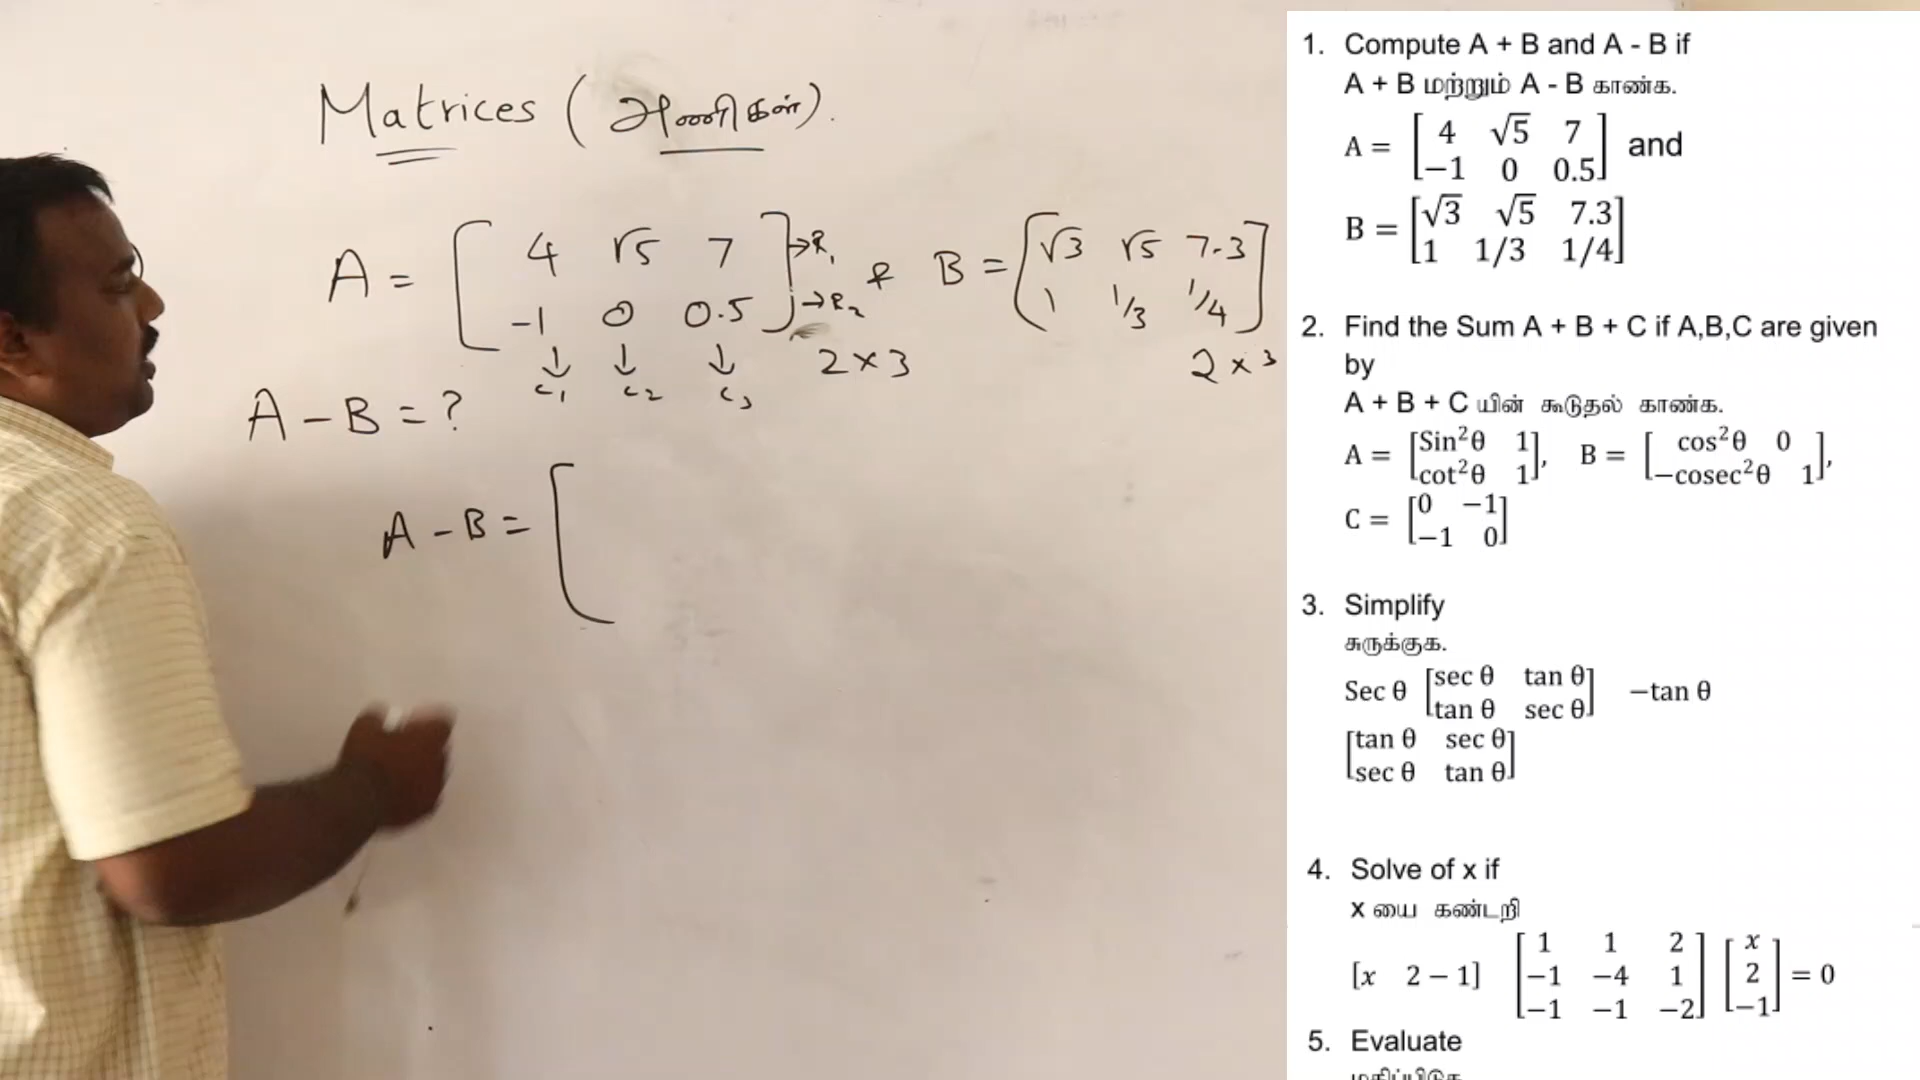 Matrices (அணிகள்).
A = [ 4 √5 7 ] →R₁ & B = [ √3 √5 7.3 ]
[ -1 0 0.5 ] →R₂ [ 1 1/3 1/4 ]
↓ ↓ ↓ 2×3 2×3
C₁ C₂ C₃
A − B = ?
A − B = [
1. Compute A + B and A - B if
A + B மற்றும் A - B காண்க.
A = [ 4 √5 7 ] and
[ −1 0 0.5 ]
B = [ √3 √5 7.3 ]
[ 1 1/3 1/4 ]
2. Find the Sum A + B + C if A,B,C are given
by
A + B + C யின் கூடுதல் காண்க.
A = [ Sin²θ 1 ], B = [ cos²θ 0 ],
[ cot²θ 1 ] [ −cosec²θ 1 ]
C = [ 0 −1 ]
[ −1 0 ]
3. Simplify
சுருக்குக.
Sec θ [ sec θ tan θ ] −tan θ
[ tan θ sec θ ]
[ tan θ sec θ ]
[ sec θ tan θ ]
4. Solve of x if
x யை கண்டறி
[ 1 1 2 ] [ x ]
[x 2 − 1] [ −1 −4 1 ] [ 2 ] = 0
[ −1 −1 −2 ] [ −1 ]
5. Evaluate